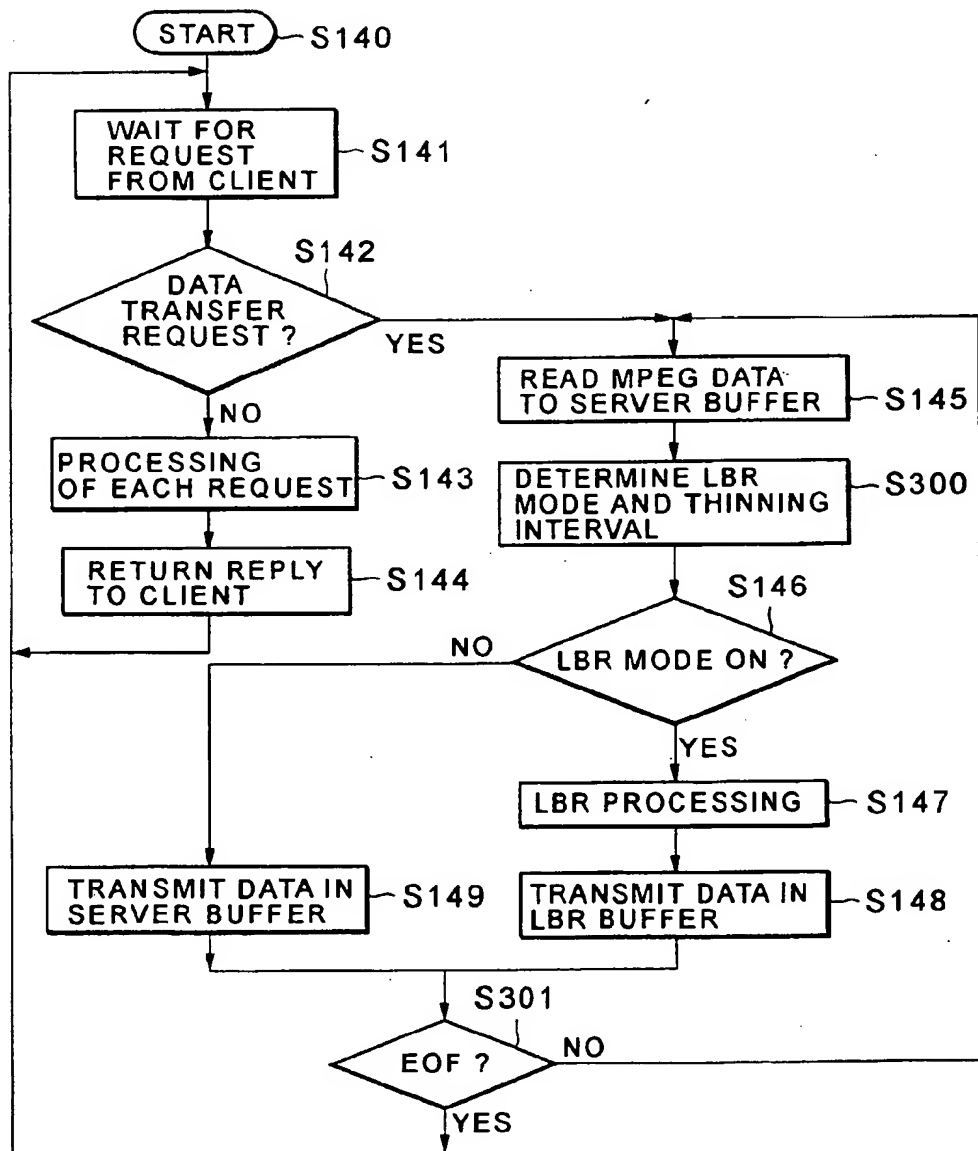 START
S140
WAIT FOR
REQUEST
FROM CLIENT
S141
S142
DATA
TRANSFER
REQUEST ?
YES
NO
READ MPEG DATA
TO SERVER BUFFER
S145
PROCESSING
OF EACH REQUEST
S143
DETERMINE LBR
MODE AND THINNING
INTERVAL
S300
RETURN REPLY
TO CLIENT
S144
S146
NO
LBR MODE ON ?
YES
LBR PROCESSING
S147
TRANSMIT DATA IN
SERVER BUFFER
S149
TRANSMIT DATA IN
LBR BUFFER
S148
S301
EOF ?
NO
YES